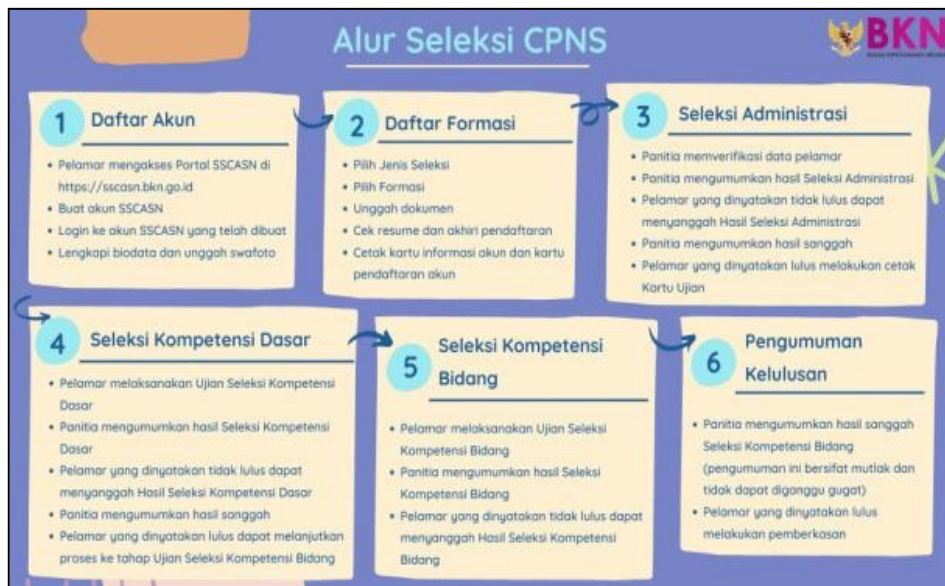 Alur Seleksi CPNS
BKN
1 Daftar Akun
• Pelamar mengakses Portal SSCASN di
https://sscasn.bkn.go.id
• Buat akun SSCASN
• Login ke akun SSCASN yang telah dibuat
• Lengkapi biodata dan unggah swafoto
2 Daftar Formasi
• Pilih Jenis Seleksi
• Pilih Formasi
• Unggah dokumen
• Cek resume dan akhiri pendaftaran
• Cetak kartu informasi akun dan kartu
pendaftaran akun
3 Seleksi Administrasi
• Panitia memverifikasi data pelamar
• Panitia mengumumkan hasil Seleksi Administrasi
• Pelamar yang dinyatakan tidak lulus dapat
menyanggah Hasil Seleksi Administrasi
• Panitia mengumumkan hasil sanggah
• Pelamar yang dinyatakan lulus melakukan cetak
Kartu Ujian
4 Seleksi Kompetensi Dasar
• Pelamar melaksanakan Ujian Seleksi Kompetensi
Dasar
• Panitia mengumumkan hasil Seleksi Kompetensi
Dasar
• Pelamar yang dinyatakan tidak lulus dapat
menyanggah Hasil Seleksi Kompetensi Dasar
• Panitia mengumumkan hasil sanggah
• Pelamar yang dinyatakan lulus dapat melanjutkan
proses ke tahap Ujian Seleksi Kompetensi Bidang
5 Seleksi Kompetensi
Bidang
• Pelamar melaksanakan Ujian Seleksi
Kompetensi Bidang
• Panitia mengumumkan hasil Seleksi
Kompetensi Bidang
• Pelamar yang dinyatakan tidak lulus dapat
menyanggah Hasil Seleksi Kompetensi
Bidang
6 Pengumuman
Kelulusan
• Panitia mengumumkan hasil sanggah
Seleksi Kompetensi Bidang
(pengumuman ini bersifat mutlak dan
tidak dapat diganggu gugat)
• Pelamar yang dinyatakan lulus
melakukan pemberkasan